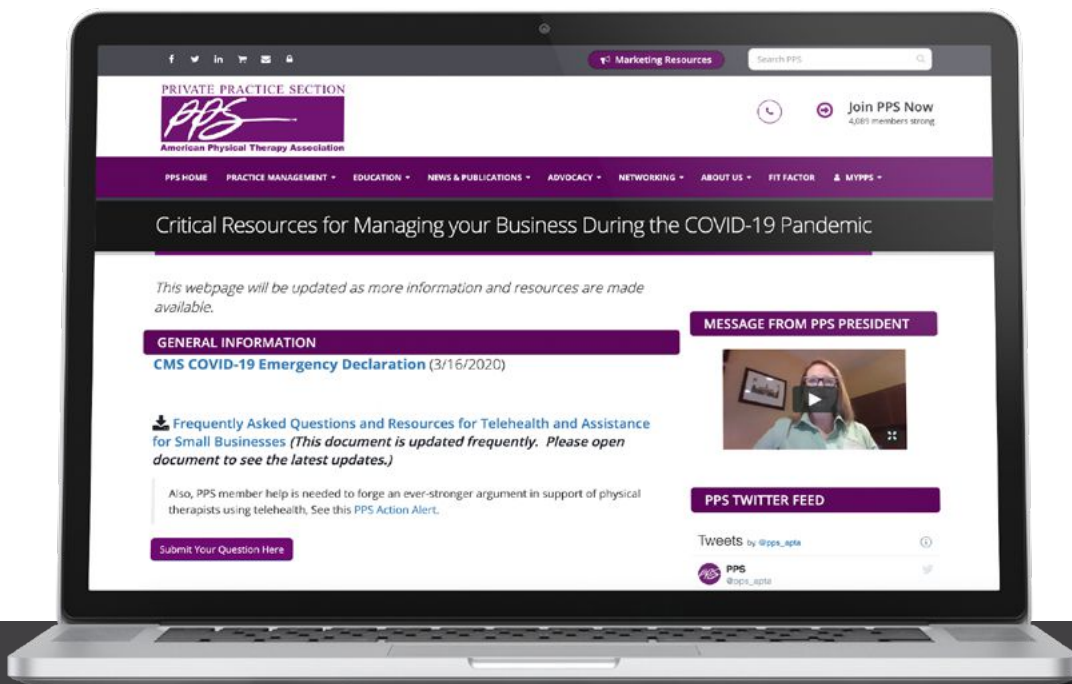 Marketing Resources
Search PPS
PRIVATE PRACTICE SECTION
PPS
American Physical Therapy Association
Join PPS Now
4,089 members strong
PPS HOME PRACTICE MANAGEMENT EDUCATION NEWS & PUBLICATIONS ADVOCACY NETWORKING ABOUT US FIT FACTOR MYPPS
Critical Resources for Managing your Business During the COVID-19 Pandemic
This webpage will be updated as more information and resources are made
available.
GENERAL INFORMATION
CMS COVID-19 Emergency Declaration (3/16/2020)
Frequently Asked Questions and Resources for Telehealth and Assistance
for Small Businesses (This document is updated frequently. Please open
document to see the latest updates.)
Also, PPS member help is needed to forge an ever-stronger argument in support of physical
therapists using telehealth, See this PPS Action Alert.
Submit Your Question Here
MESSAGE FROM PPS PRESIDENT
PPS TWITTER FEED
Tweets by @pps_apta
PPS
PPS
@pps_apta